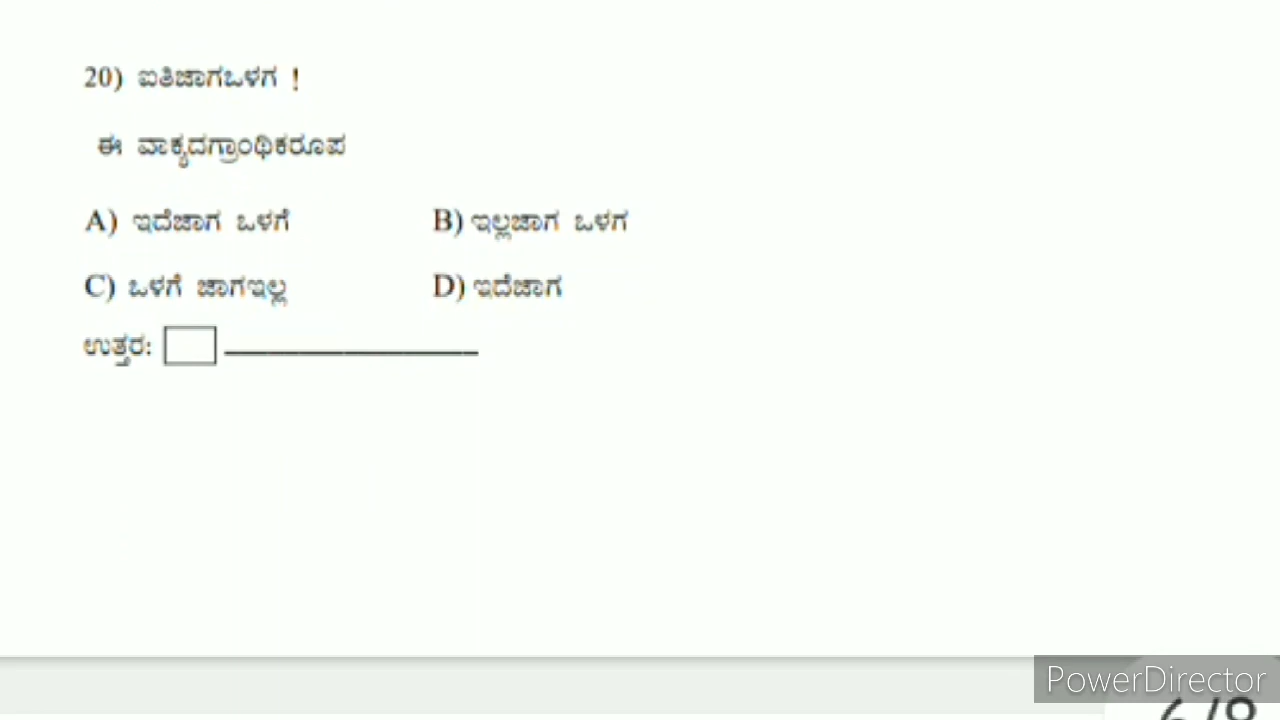 20) ಐತಿಜಾಗಒಳಗ !
ಈ ವಾಕ್ಯದಗ್ರಾಂಥಿಕರೂಪ
A) ಇದೆಜಾಗ ಒಳಗೆ B) ಇಲ್ಲಜಾಗ ಒಳಗ
C) ಒಳಗೆ ಜಾಗಇಲ್ಲ D) ಇದೆಜಾಗ
ಉತ್ತರ:
PowerDirector